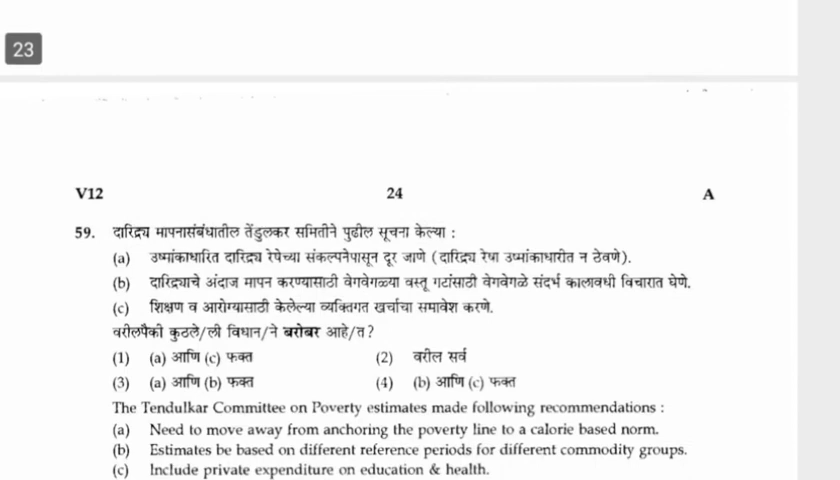 23
V12 24 A
59. दारिद्र्य मापनासंबंधातील तेंडुलकर समितीने पुढील सूचना केल्या :
(a) उष्मांकाधारित दारिद्र्य रेषेच्या संकल्पनेपासून दूर जाणे (दारिद्र्य रेषा उष्मांकाधारीत न ठेवणे).
(b) दारिद्र्याचे अंदाज मापन करण्यासाठी वेगवेगळ्या वस्तू गटांसाठी वेगवेगळे संदर्भ कालावधी विचारात घेणे.
(c) शिक्षण व आरोग्यासाठी केलेल्या व्यक्तिगत खर्चाचा समावेश करणे.
वरीलपैकी कुठले/ली विधान/ने बरोबर आहे/त?
(1) (a) आणि (c) फक्त (2) वरील सर्व
(3) (a) आणि (b) फक्त (4) (b) आणि (c) फक्त
The Tendulkar Committee on Poverty estimates made following recommendations :
(a) Need to move away from anchoring the poverty line to a calorie based norm.
(b) Estimates be based on different reference periods for different commodity groups.
(c) Include private expenditure on education & health.